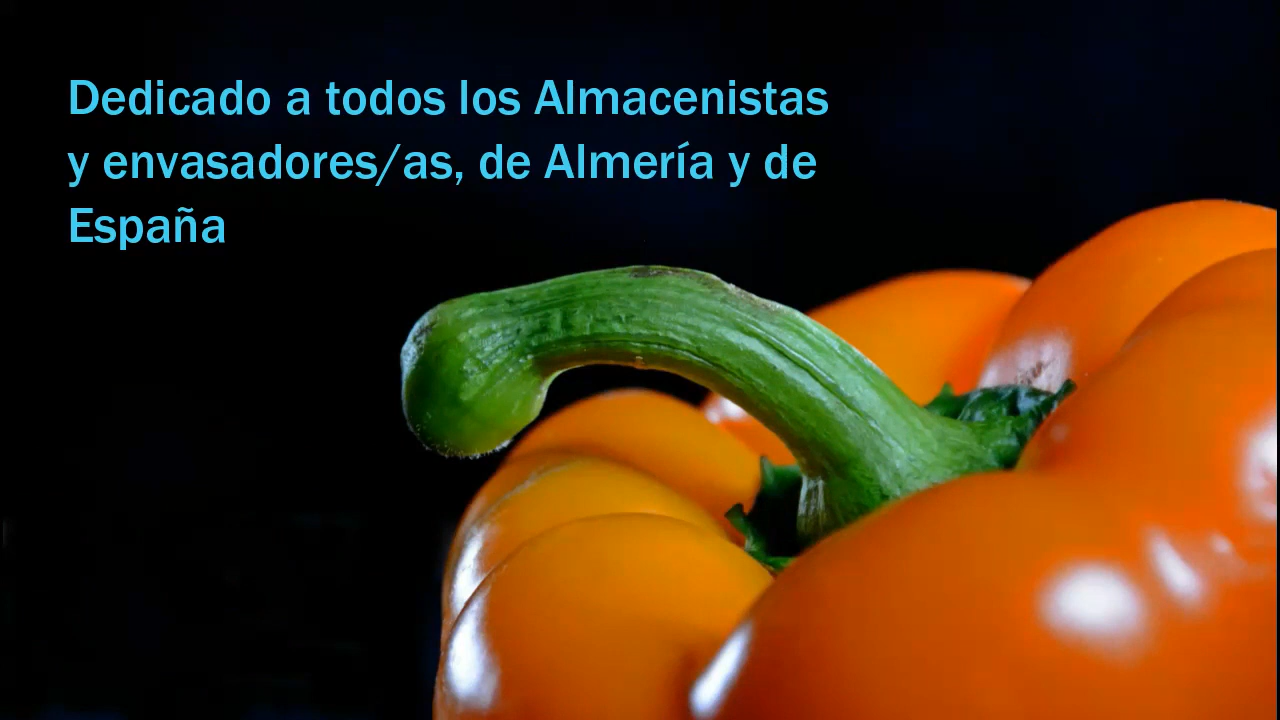 Dedicado a todos los Almacenistas
y envasadores/as, de Almería y de
España